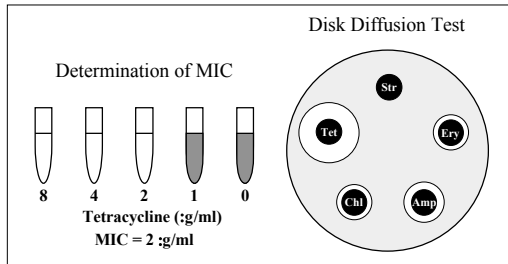 Disk Diffusion Test
Determination of MIC
Str
Tet
Ery
Chl
Amp
8 4 2 1 0
Tetracycline (:g/ml)
MIC = 2 :g/ml